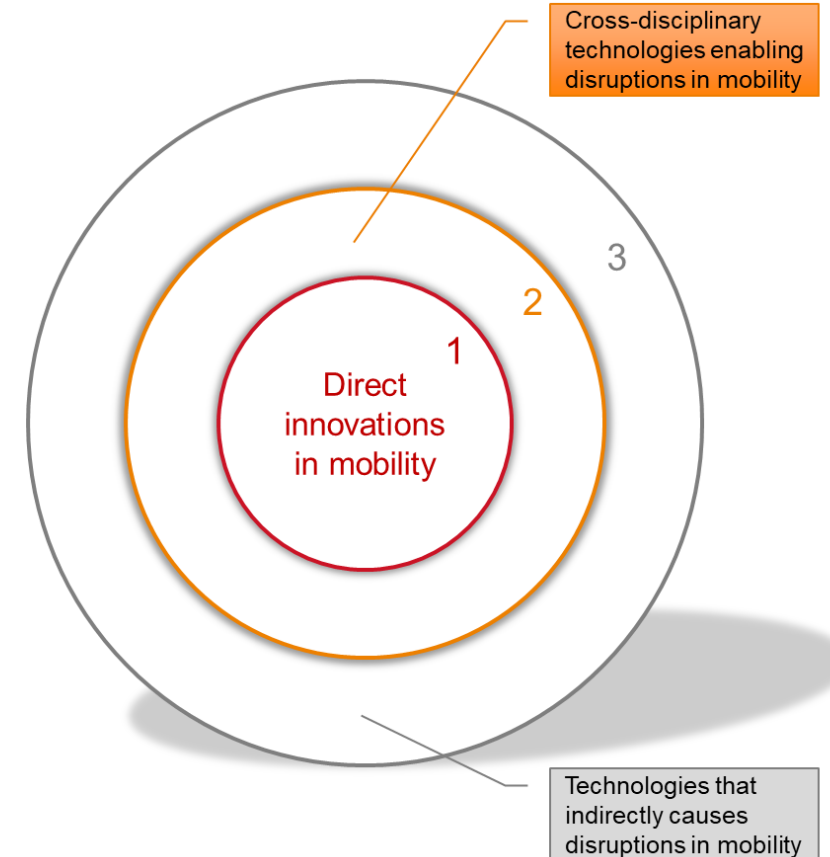 Cross-disciplinary
technologies enabling
disruptions in mobility
3
2
1
Direct
innovations
in mobility
Technologies that
indirectly causes
disruptions in mobility